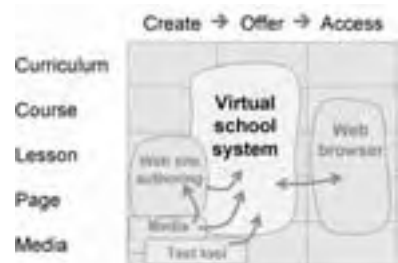 Create → Offer → Access
Curriculum
Course
Lesson
Page
Media
Virtual
school
system
Web
browser
Web site
authoring
Media
Test tool